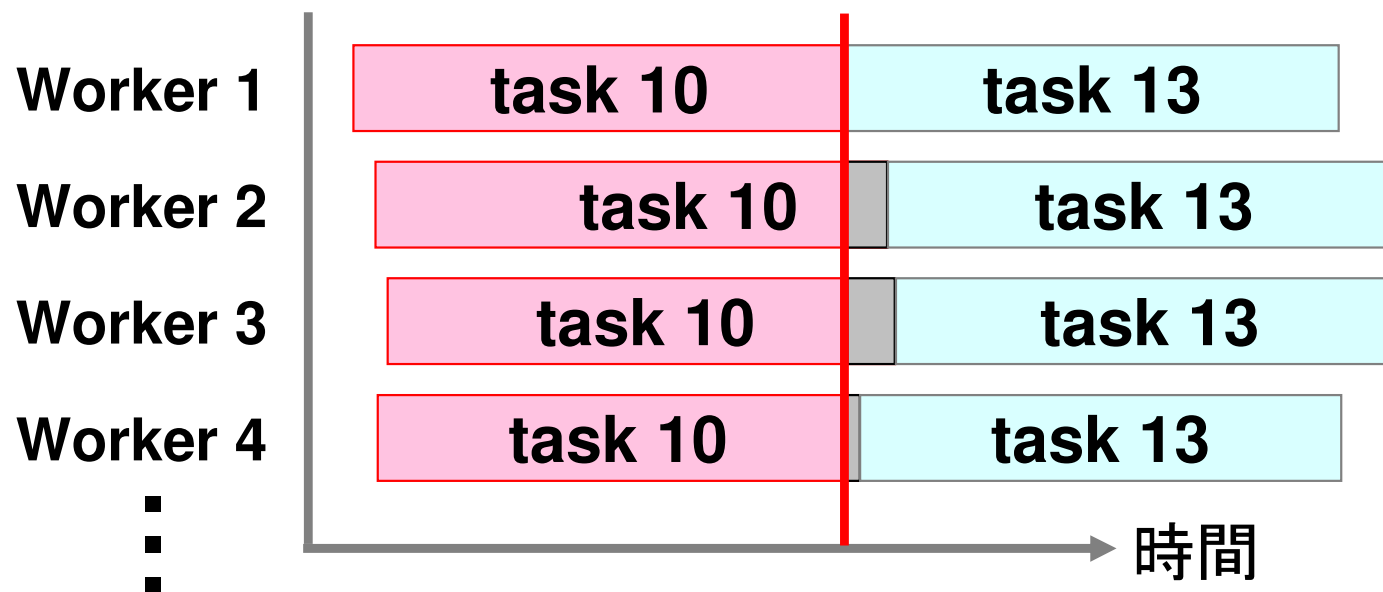 Worker 1 task 10 task 13
Worker 2 task 10 task 13
Worker 3 task 10 task 13
Worker 4 task 10 task 13
時間